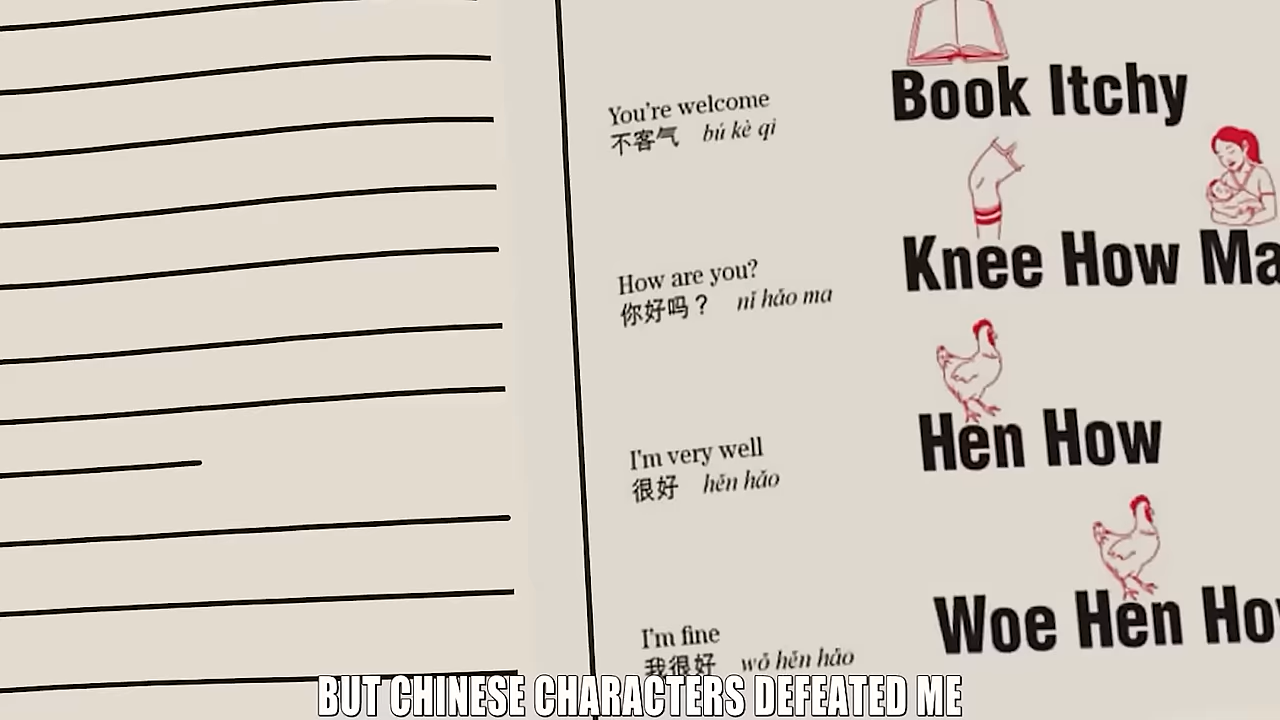 You're welcome
不客气 bú kè qi
Book Itchy
How are you?
你好吗？ nǐ hǎo ma
Knee How Ma
I'm very well
很好 hěn hǎo
Hen How
I'm fine
我很好 wǒ hěn hǎo
Woe Hen How
BUT CHINESE CHARACTERS DEFEATED ME